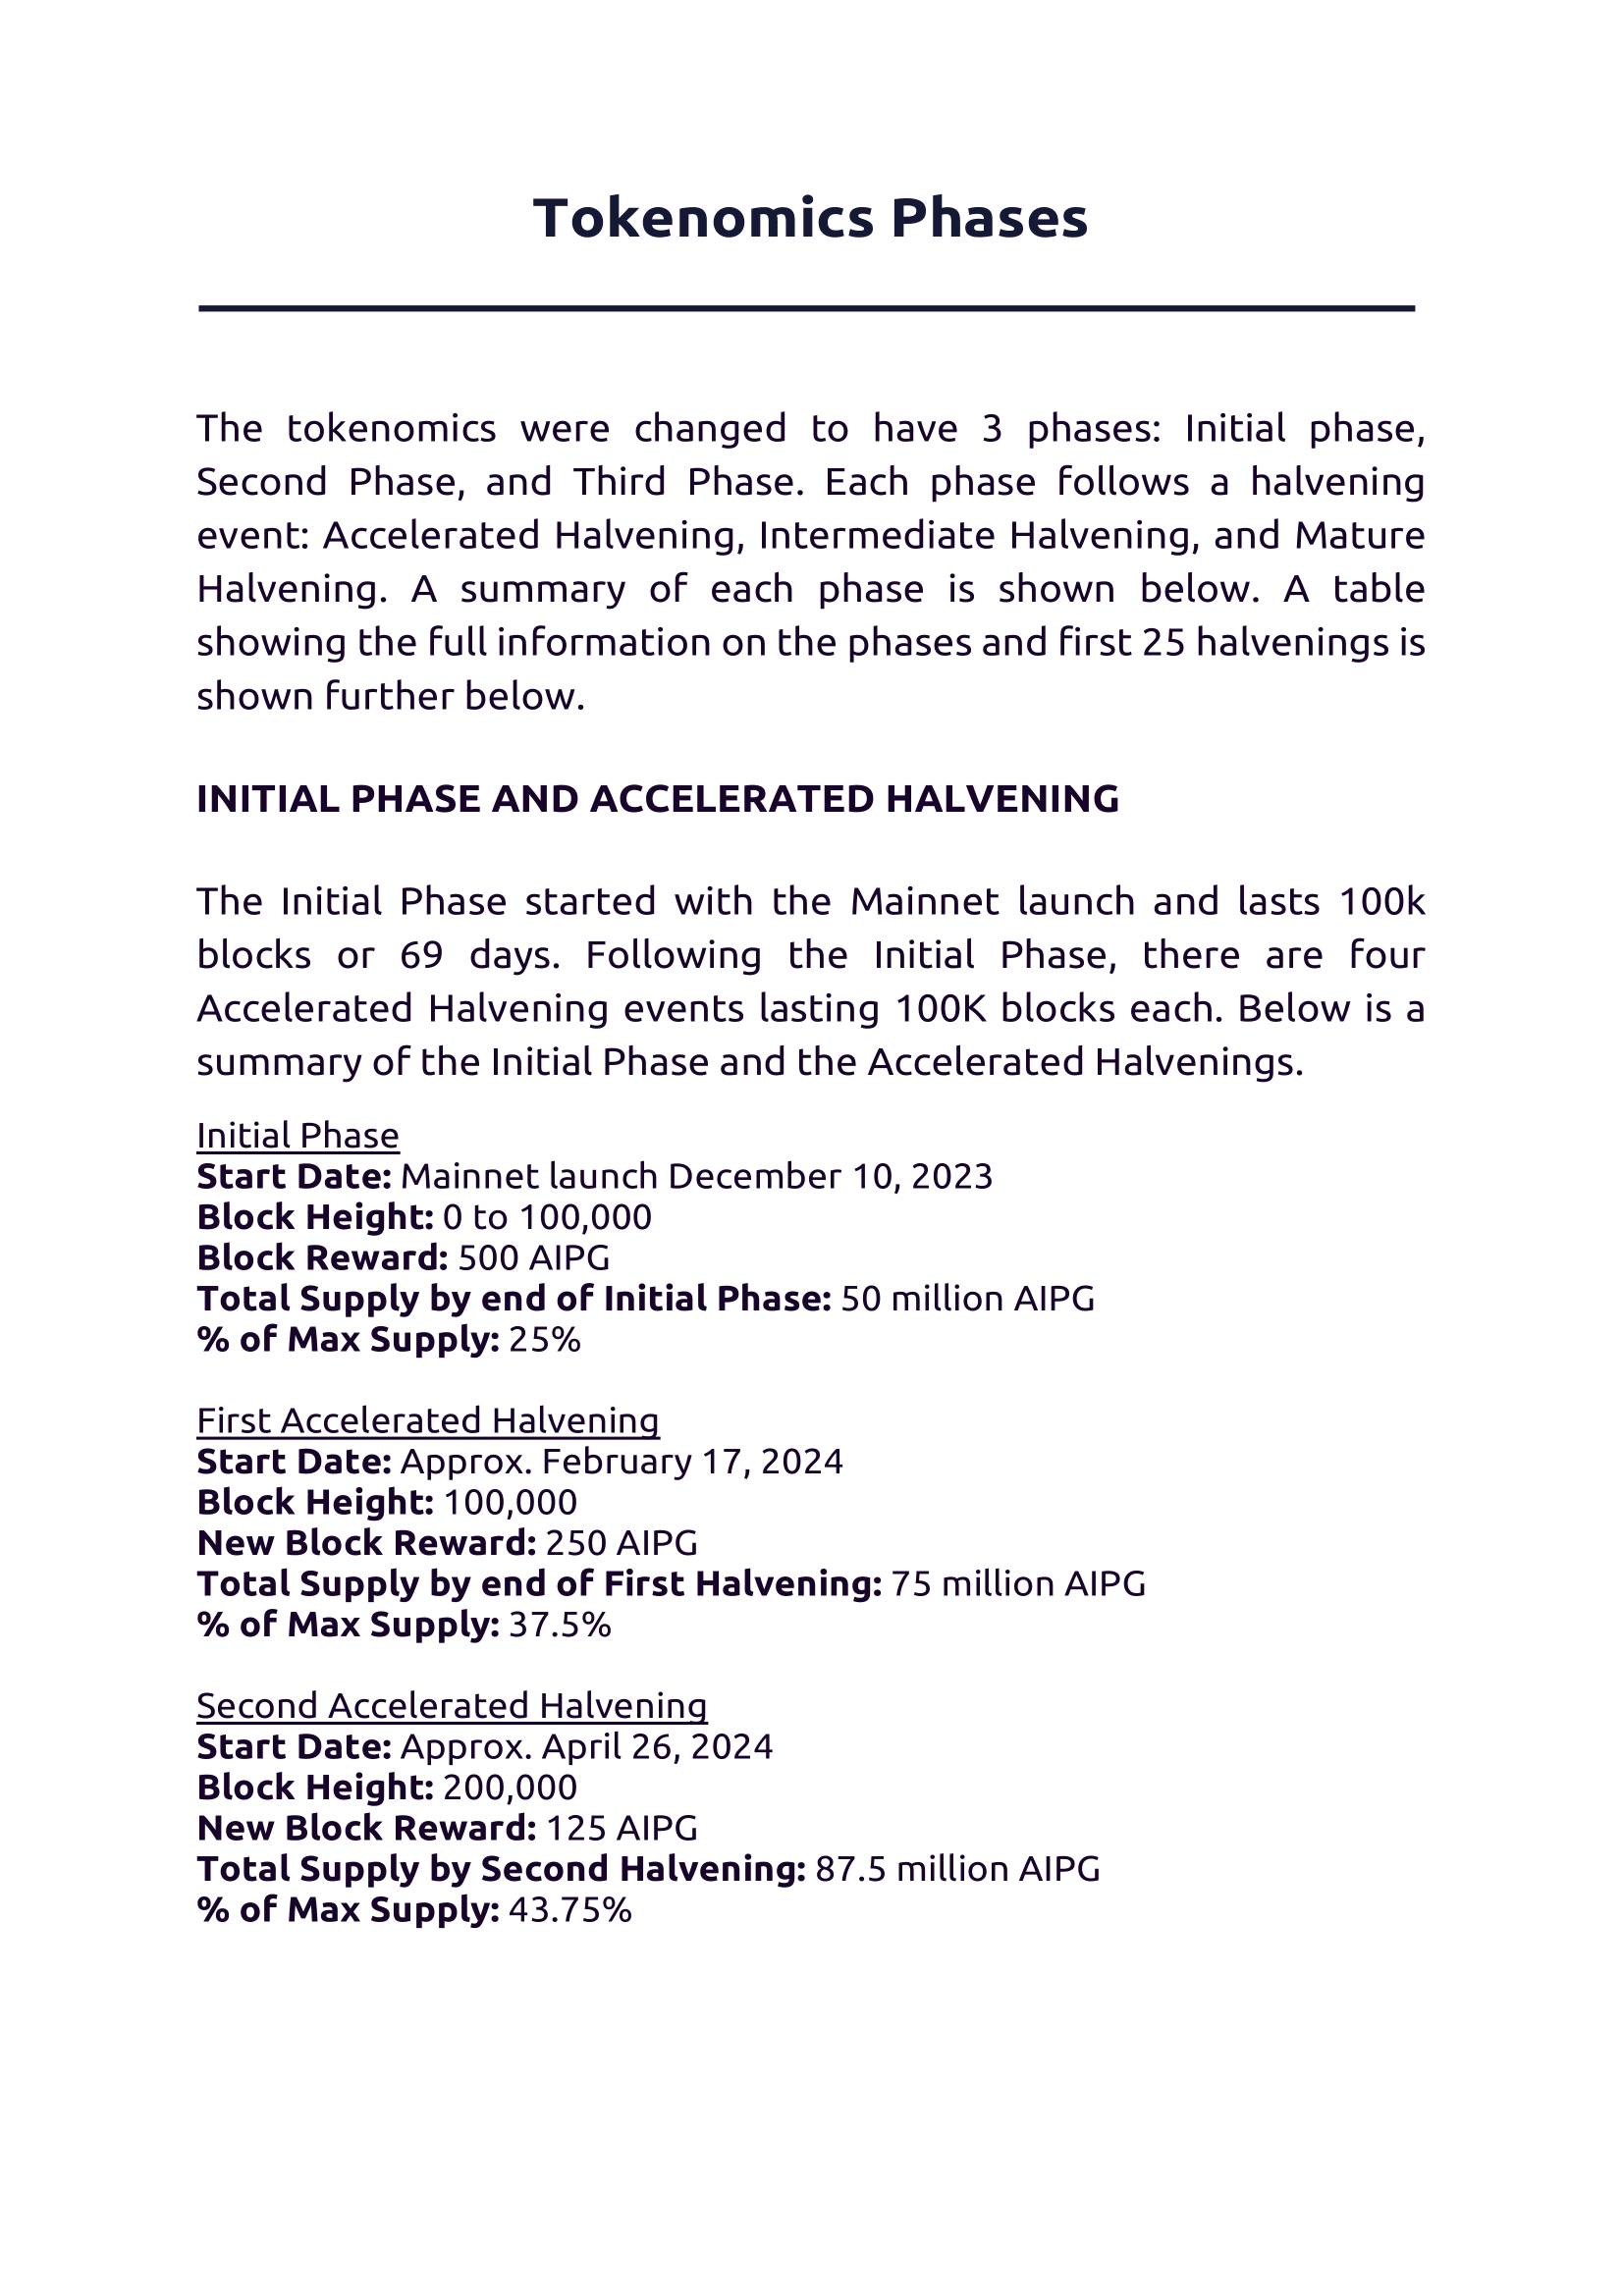 Tokenomics Phases
The tokenomics were changed to have 3 phases: Initial phase,
Second Phase, and Third Phase. Each phase follows a halvening
event: Accelerated Halvening, Intermediate Halvening, and Mature
Halvening. A summary of each phase is shown below. A table
showing the full information on the phases and first 25 halvenings is
shown further below.
INITIAL PHASE AND ACCELERATED HALVENING
The Initial Phase started with the Mainnet launch and lasts 100k
blocks or 69 days. Following the Initial Phase, there are four
Accelerated Halvening events lasting 100K blocks each. Below is a
summary of the Initial Phase and the Accelerated Halvenings.
Initial Phase
Start Date: Mainnet launch December 10, 2023
Block Height: 0 to 100,000
Block Reward: 500 AIPG
Total Supply by end of Initial Phase: 50 million AIPG
% of Max Supply: 25%
First Accelerated Halvening
Start Date: Approx. February 17, 2024
Block Height: 100,000
New Block Reward: 250 AIPG
Total Supply by end of First Halvening: 75 million AIPG
% of Max Supply: 37.5%
Second Accelerated Halvening
Start Date: Approx. April 26, 2024
Block Height: 200,000
New Block Reward: 125 AIPG
Total Supply by Second Halvening: 87.5 million AIPG
% of Max Supply: 43.75%